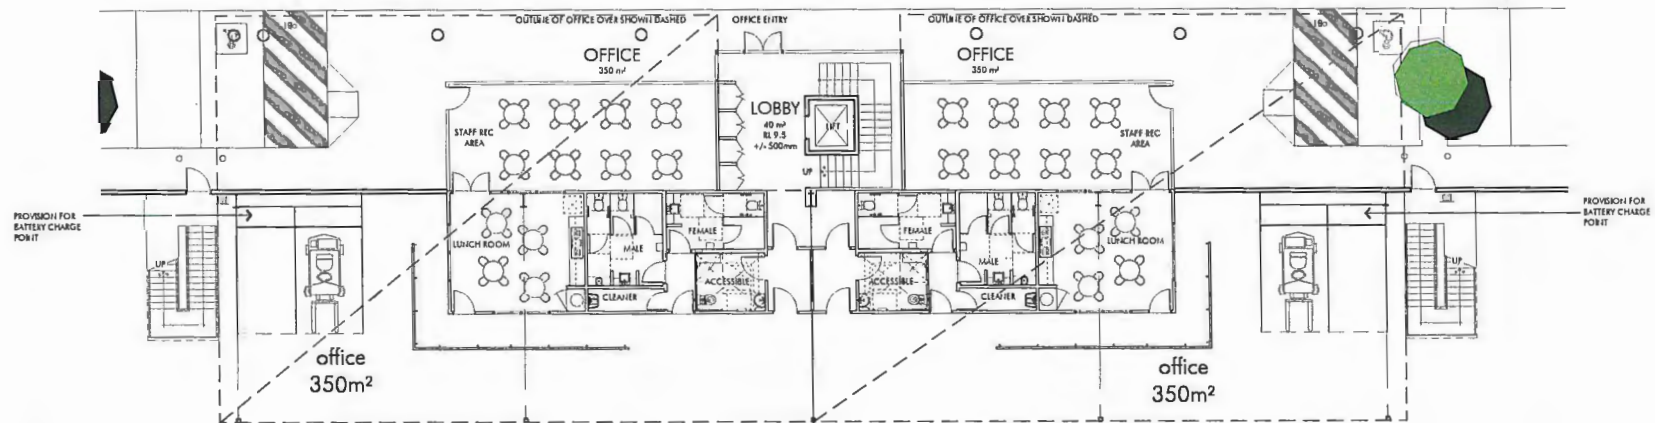 OUTLINE OF OFFICE OVER SHOWN DASHED
OFFICE ENTRY
OUTLINE OF OFFICE OVER SHOWN DASHED
OFFICE
350 m²
OFFICE
350 m²
LOBBY
40 m²
RL 9.5
+/- 500mm
LIFT
UP
STAFF REC
AREA
STAFF REC
AREA
PROVISION FOR
BATTERY CHARGE
POINT
PROVISION FOR
BATTERY CHARGE
POINT
UP
LUNCH ROOM
MALE
FEMALE
FEMALE
MALE
LUNCH ROOM
UP
ACCESSIBLE
ACCESSIBLE
CLEANER
CLEANER
office
350m²
office
350m²